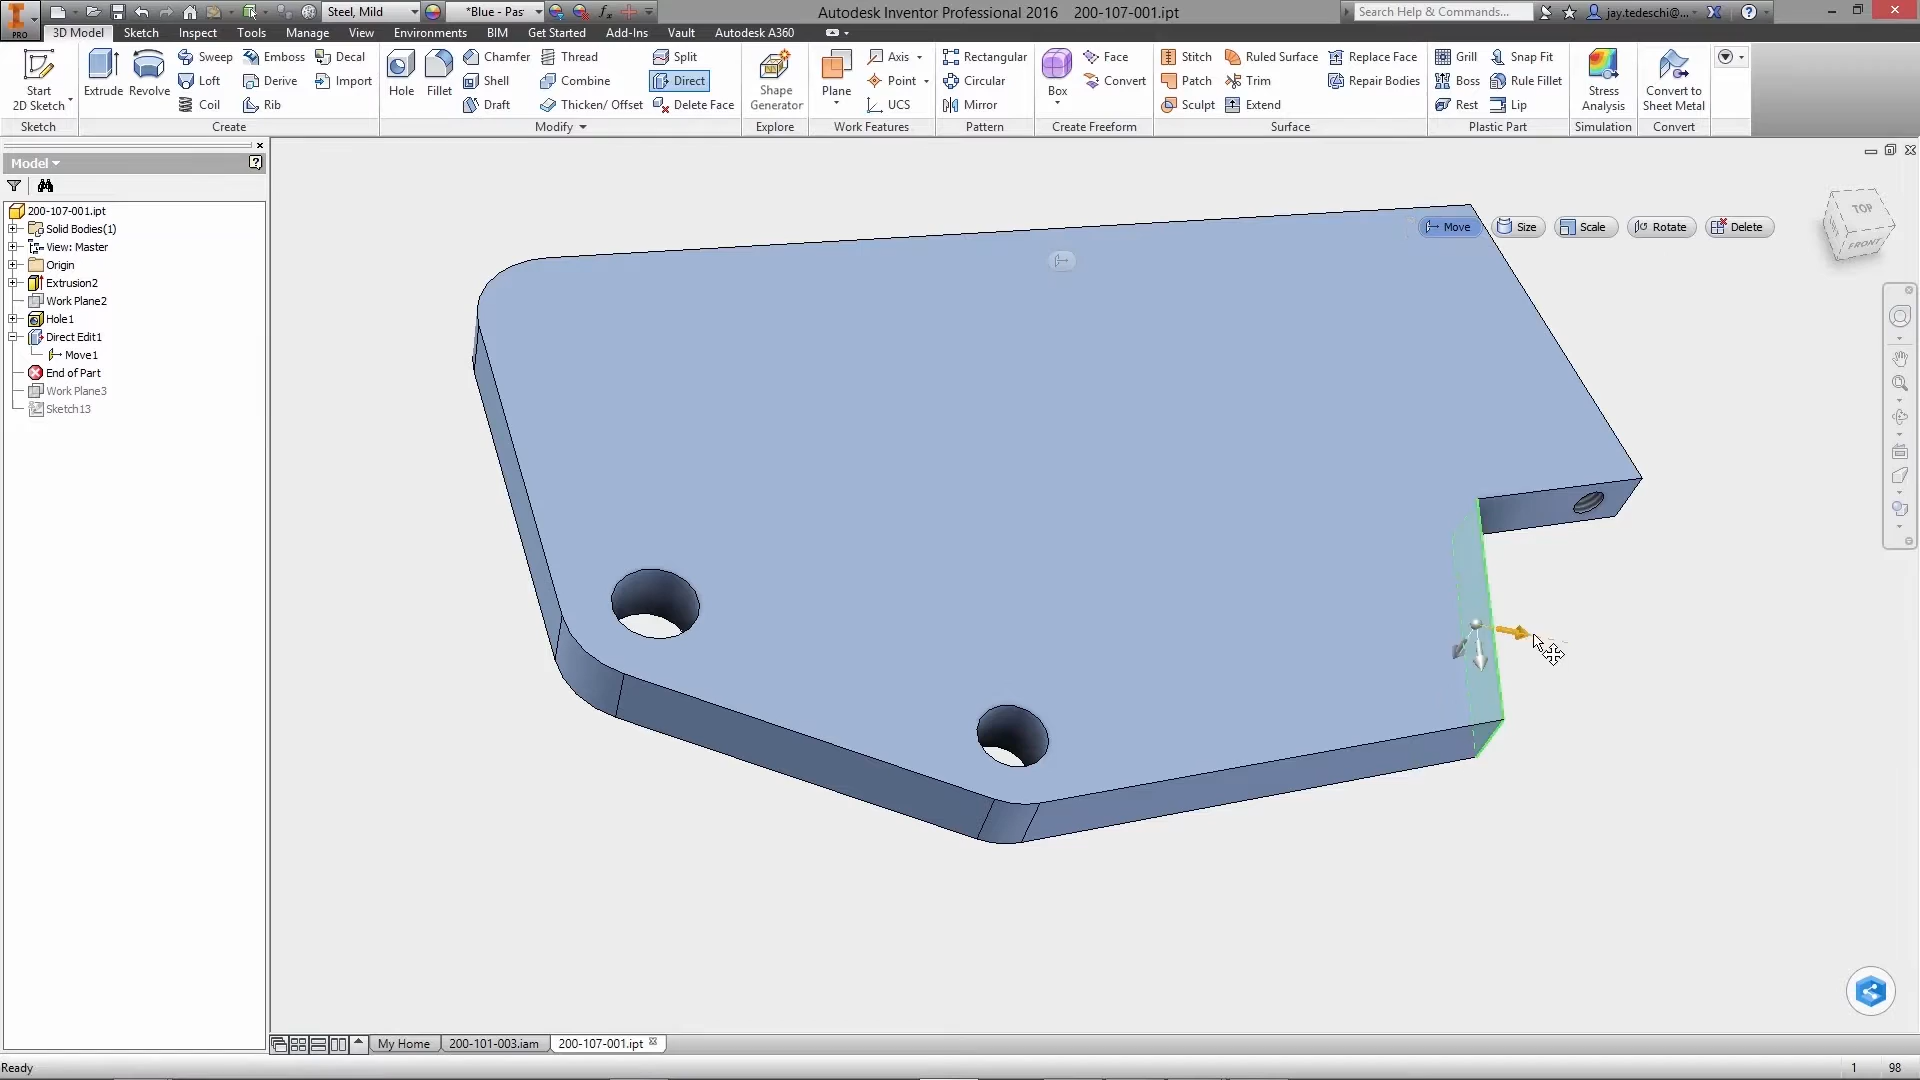 Steel, Mild
*Blue - Pas
Autodesk Inventor Professional 2016   200-107-001.ipt
Search Help & Commands...
jay.tedeschi@...
PRO
3D Model
Sketch
Inspect
Tools
Manage
View
Environments
BIM
Get Started
Add-Ins
Vault
Autodesk A360
Start
2D Sketch
Sketch
Extrude
Revolve
Sweep
Loft
Coil
Emboss
Derive
Rib
Decal
Import
Create
Hole
Fillet
Chamfer
Shell
Draft
Thread
Combine
Thicken/ Offset
Split
Direct
Delete Face
Modify
Shape
Generator
Explore
Plane
Axis
Point
UCS
Work Features
Rectangular
Circular
Mirror
Pattern
Box
Face
Convert
Create Freeform
Stitch
Patch
Sculpt
Ruled Surface
Trim
Extend
Replace Face
Repair Bodies
Surface
Grill
Boss
Rest
Snap Fit
Rule Fillet
Lip
Plastic Part
Stress
Analysis
Simulation
Convert to
Sheet Metal
Convert
Model
200-107-001.ipt
Solid Bodies(1)
View: Master
Origin
Extrusion2
Work Plane2
Hole1
Direct Edit1
Move1
End of Part
Work Plane3
Sketch13
Move
Size
Scale
Rotate
Delete
TOP
FRONT
My Home
200-101-003.iam
200-107-001.ipt
Ready
1
98